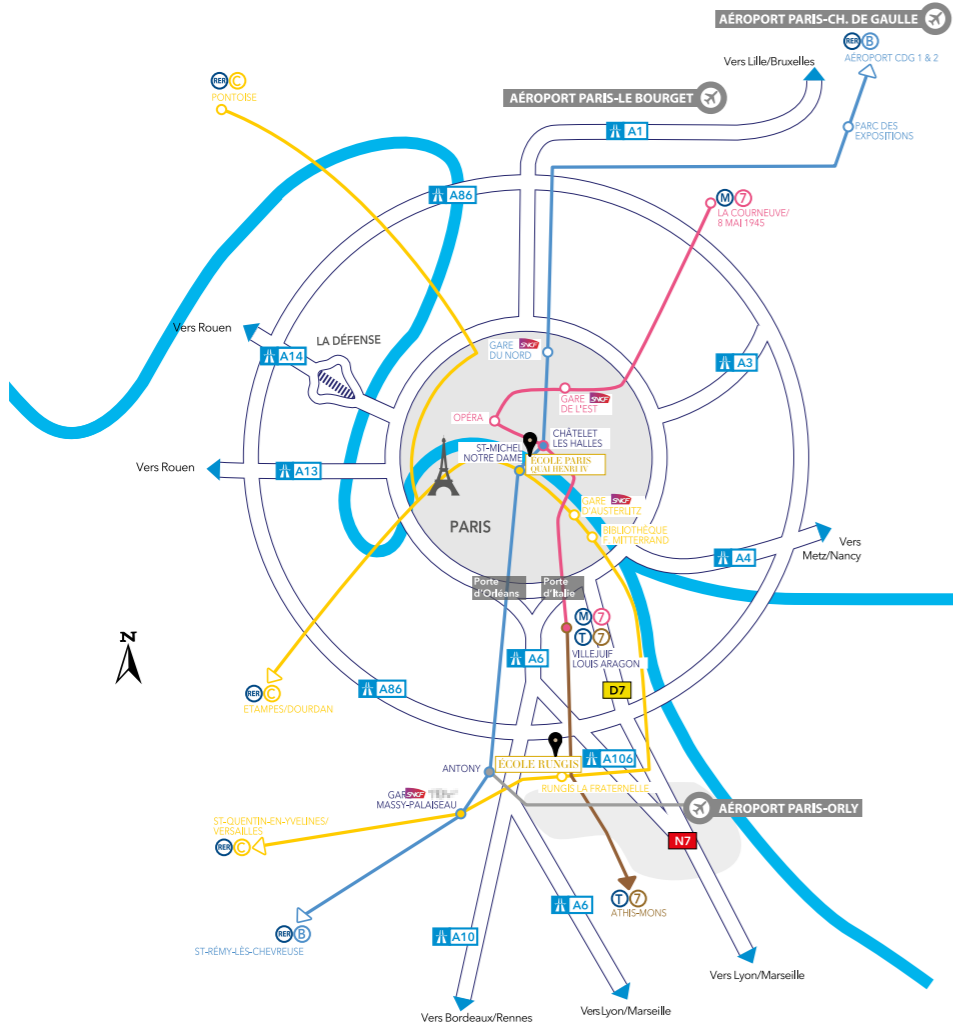 AÉROPORT PARIS-CH. DE GAULLE
RER B
AÉROPORT CDG 1 & 2
Vers Lille/Bruxelles
RER C
PONTOISE
AÉROPORT PARIS-LE BOURGET
A1
PARC DES
EXPOSITIONS
A86
M 7
LA COURNEUVE/
8 MAI 1945
Vers Rouen
LA DÉFENSE
A14
GARE SNCF
DU NORD
A3
GARE SNCF
DE L'EST
OPÉRA
CHÂTELET
LES HALLES
ST-MICHEL
NOTRE DAME
ÉCOLE PARIS
QUAI HENRI IV
Vers Rouen
A13
GARE SNCF
D'AUSTERLITZ
PARIS
BIBLIOTHÈQUE
F. MITTERRAND
Vers
Metz/Nancy
A4
Porte
d'Orléans
Porte
d'Italie
M 7
T 7
VILLEJUIF
LOUIS ARAGON
N
A6
D7
RER C
ETAMPES/DOURDAN
A86
ÉCOLE RUNGIS
A106
ANTONY
RUNGIS LA FRATERNELLE
GARE SNCF
MASSY-PALAISEAU
AÉROPORT PARIS-ORLY
ST-QUENTIN-EN-YVELINES/
VERSAILLES
RER C
N7
T 7
ATHIS-MONS
A6
RER B
ST-RÉMY-LÈS-CHEVREUSE
A10
Vers Lyon/Marseille
Vers Bordeaux/Rennes
Vers Lyon/Marseille